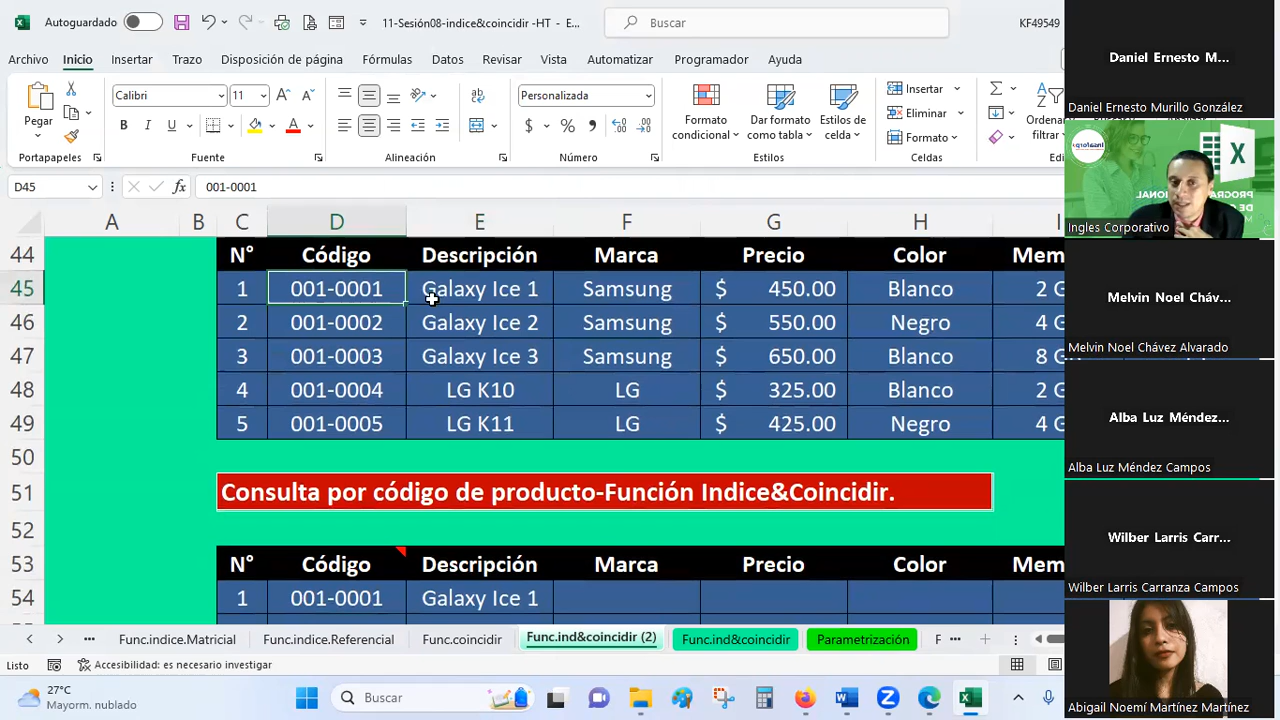 Autoguardado
11-Sesión08-indice&coincidir -HT - E...
Buscar
KF49549
Archivo Inicio Insertar Trazo Disposición de página Fórmulas Datos Revisar Vista Automatizar Programador Ayuda
Pegar
Portapapeles
Calibri 11
N K S
Fuente
Alineación
Personalizada
$ % 000
Número
Formato condicional
Dar formato como tabla
Estilos de celda
Estilos
Insertar
Eliminar
Formato
Celdas
Ordenar
filtrar
D45
fx
001-0001
A B C D E F G H I
44 N° Código Descripción Marca Precio Color Mem
45 1 001-0001 Galaxy Ice 1 Samsung $ 450.00 Blanco 2 G
46 2 001-0002 Galaxy Ice 2 Samsung $ 550.00 Negro 4 G
47 3 001-0003 Galaxy Ice 3 Samsung $ 650.00 Blanco 8 G
48 4 001-0004 LG K10 LG $ 325.00 Blanco 2 G
49 5 001-0005 LG K11 LG $ 425.00 Negro 4 G
50
51 Consulta por código de producto-Función Indice&Coincidir.
52
53 N° Código Descripción Marca Precio Color Mem
54 1 001-0001 Galaxy Ice 1
Func.indice.Matricial Func.indice.Referencial Func.coincidir Func.ind&coincidir (2) Func.ind&coincidir Parametrización F
Listo
Accesibilidad: es necesario investigar
27°C
Mayorm. nublado
Buscar
Daniel Ernesto M...
Daniel Ernesto Murillo González
Ingles Corporativo
Melvin Noel Cháv...
Melvin Noel Chávez Alvarado
Alba Luz Méndez...
Alba Luz Méndez Campos
Wilber Larris Carr...
Wilber Larris Carranza Campos
Abigail Noemí Martínez Martínez